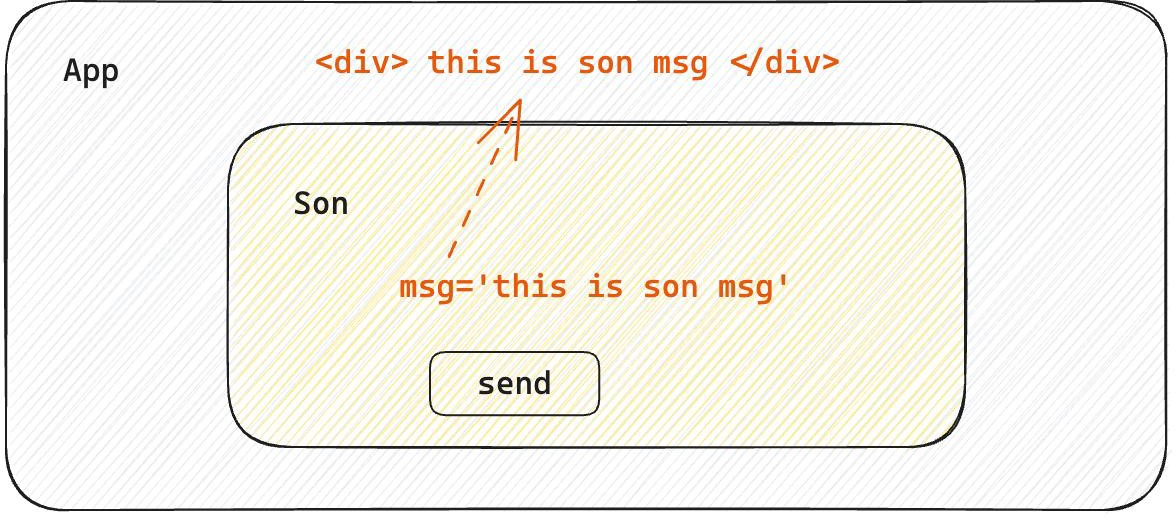 App
<div> this is son msg </div>
Son
msg='this is son msg'
send